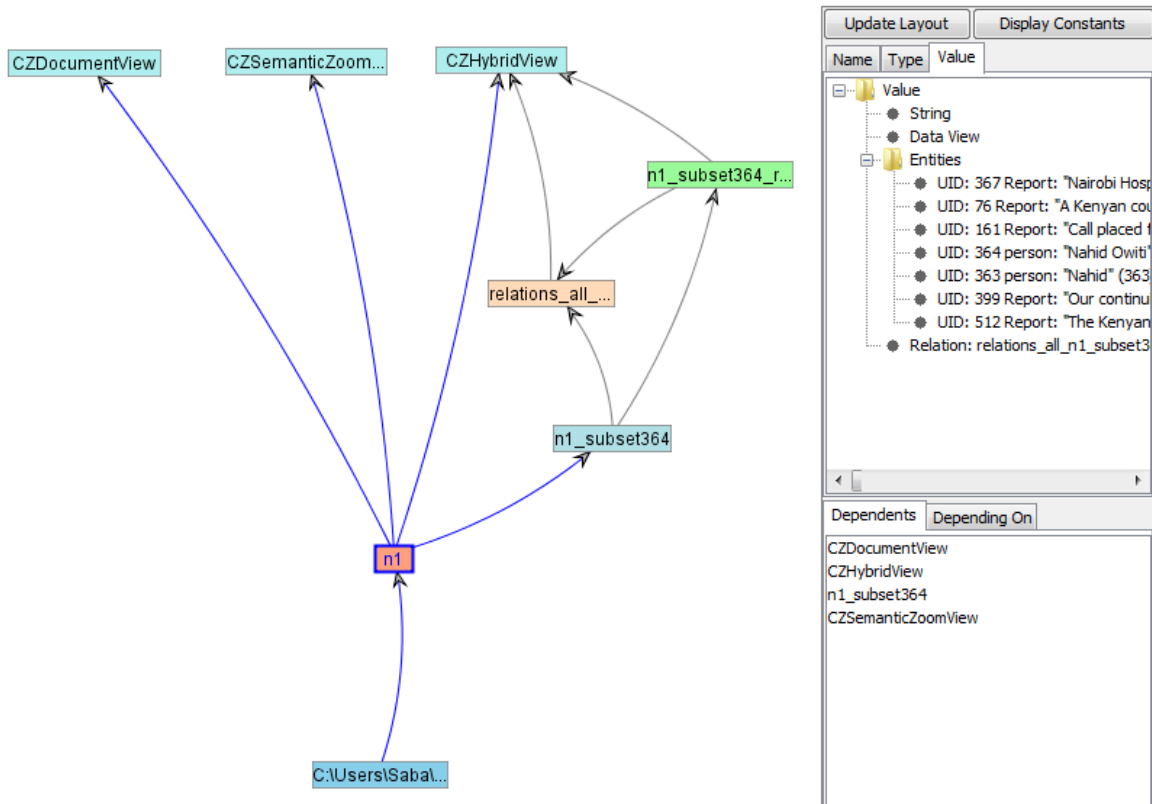 CZDocumentView
CZSemanticZoom...
CZHybridView
n1_subset364_r...
relations_all_...
n1_subset364
n1
C:\Users\Saba\...
Update Layout
Display Constants
Name
Type
Value
Value
String
Data View
Entities
UID: 367 Report: "Nairobi Hosp
UID: 76 Report: "A Kenyan cou
UID: 161 Report: "Call placed f
UID: 364 person: "Nahid Owiti"
UID: 363 person: "Nahid" (363
UID: 399 Report: "Our continu
UID: 512 Report: "The Kenyan
Relation: relations_all_n1_subset3
Dependents
Depending On
CZDocumentView
CZHybridView
n1_subset364
CZSemanticZoomView